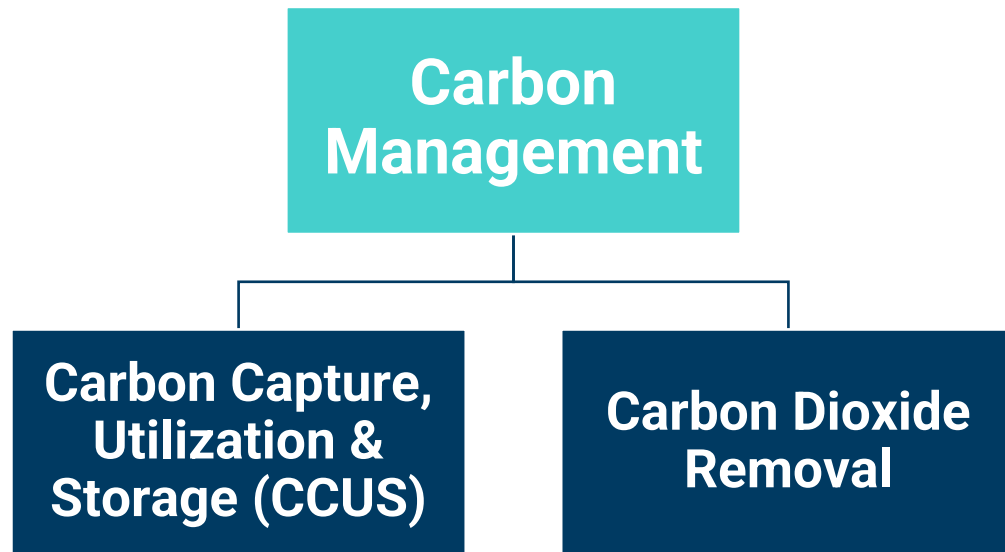 Carbon
Management
Carbon Capture,
Utilization &
Storage (CCUS)
Carbon Dioxide
Removal